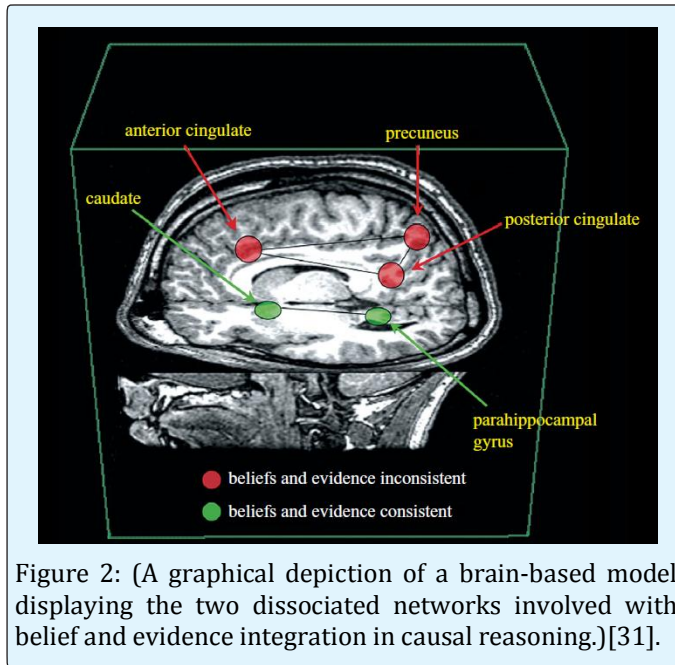 anterior cingulate
precuneus
caudate
posterior cingulate
parahippocampal
gyrus
beliefs and evidence inconsistent
beliefs and evidence consistent
Figure 2: (A graphical depiction of a brain-based model
displaying the two dissociated networks involved with
belief and evidence integration in causal reasoning.)[31].